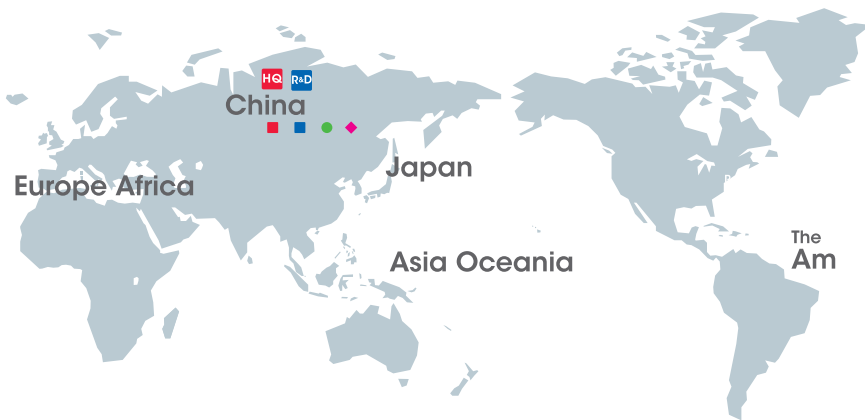 HQ R&D
China
Japan
Europe Africa
Asia Oceania
The
Am